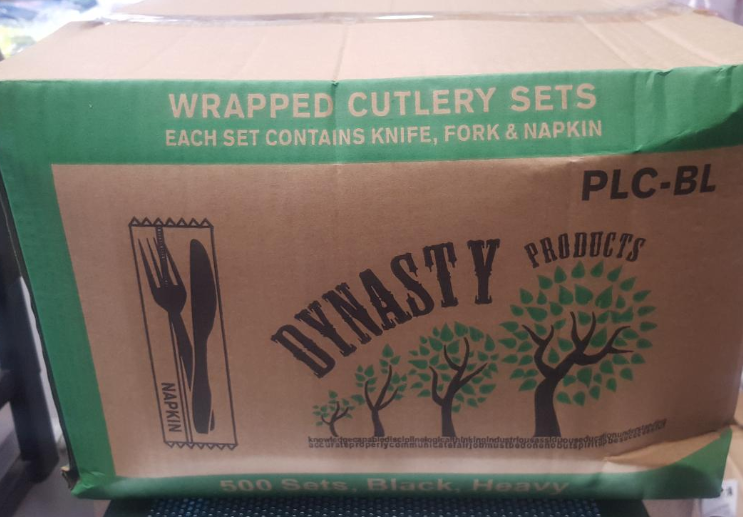 WRAPPED CUTLERY SETS
EACH SET CONTAINS KNIFE, FORK & NAPKIN
PLC-BL
DYNASTY PRODUCTS
NAPKIN
500 Sets, Black, Heavy